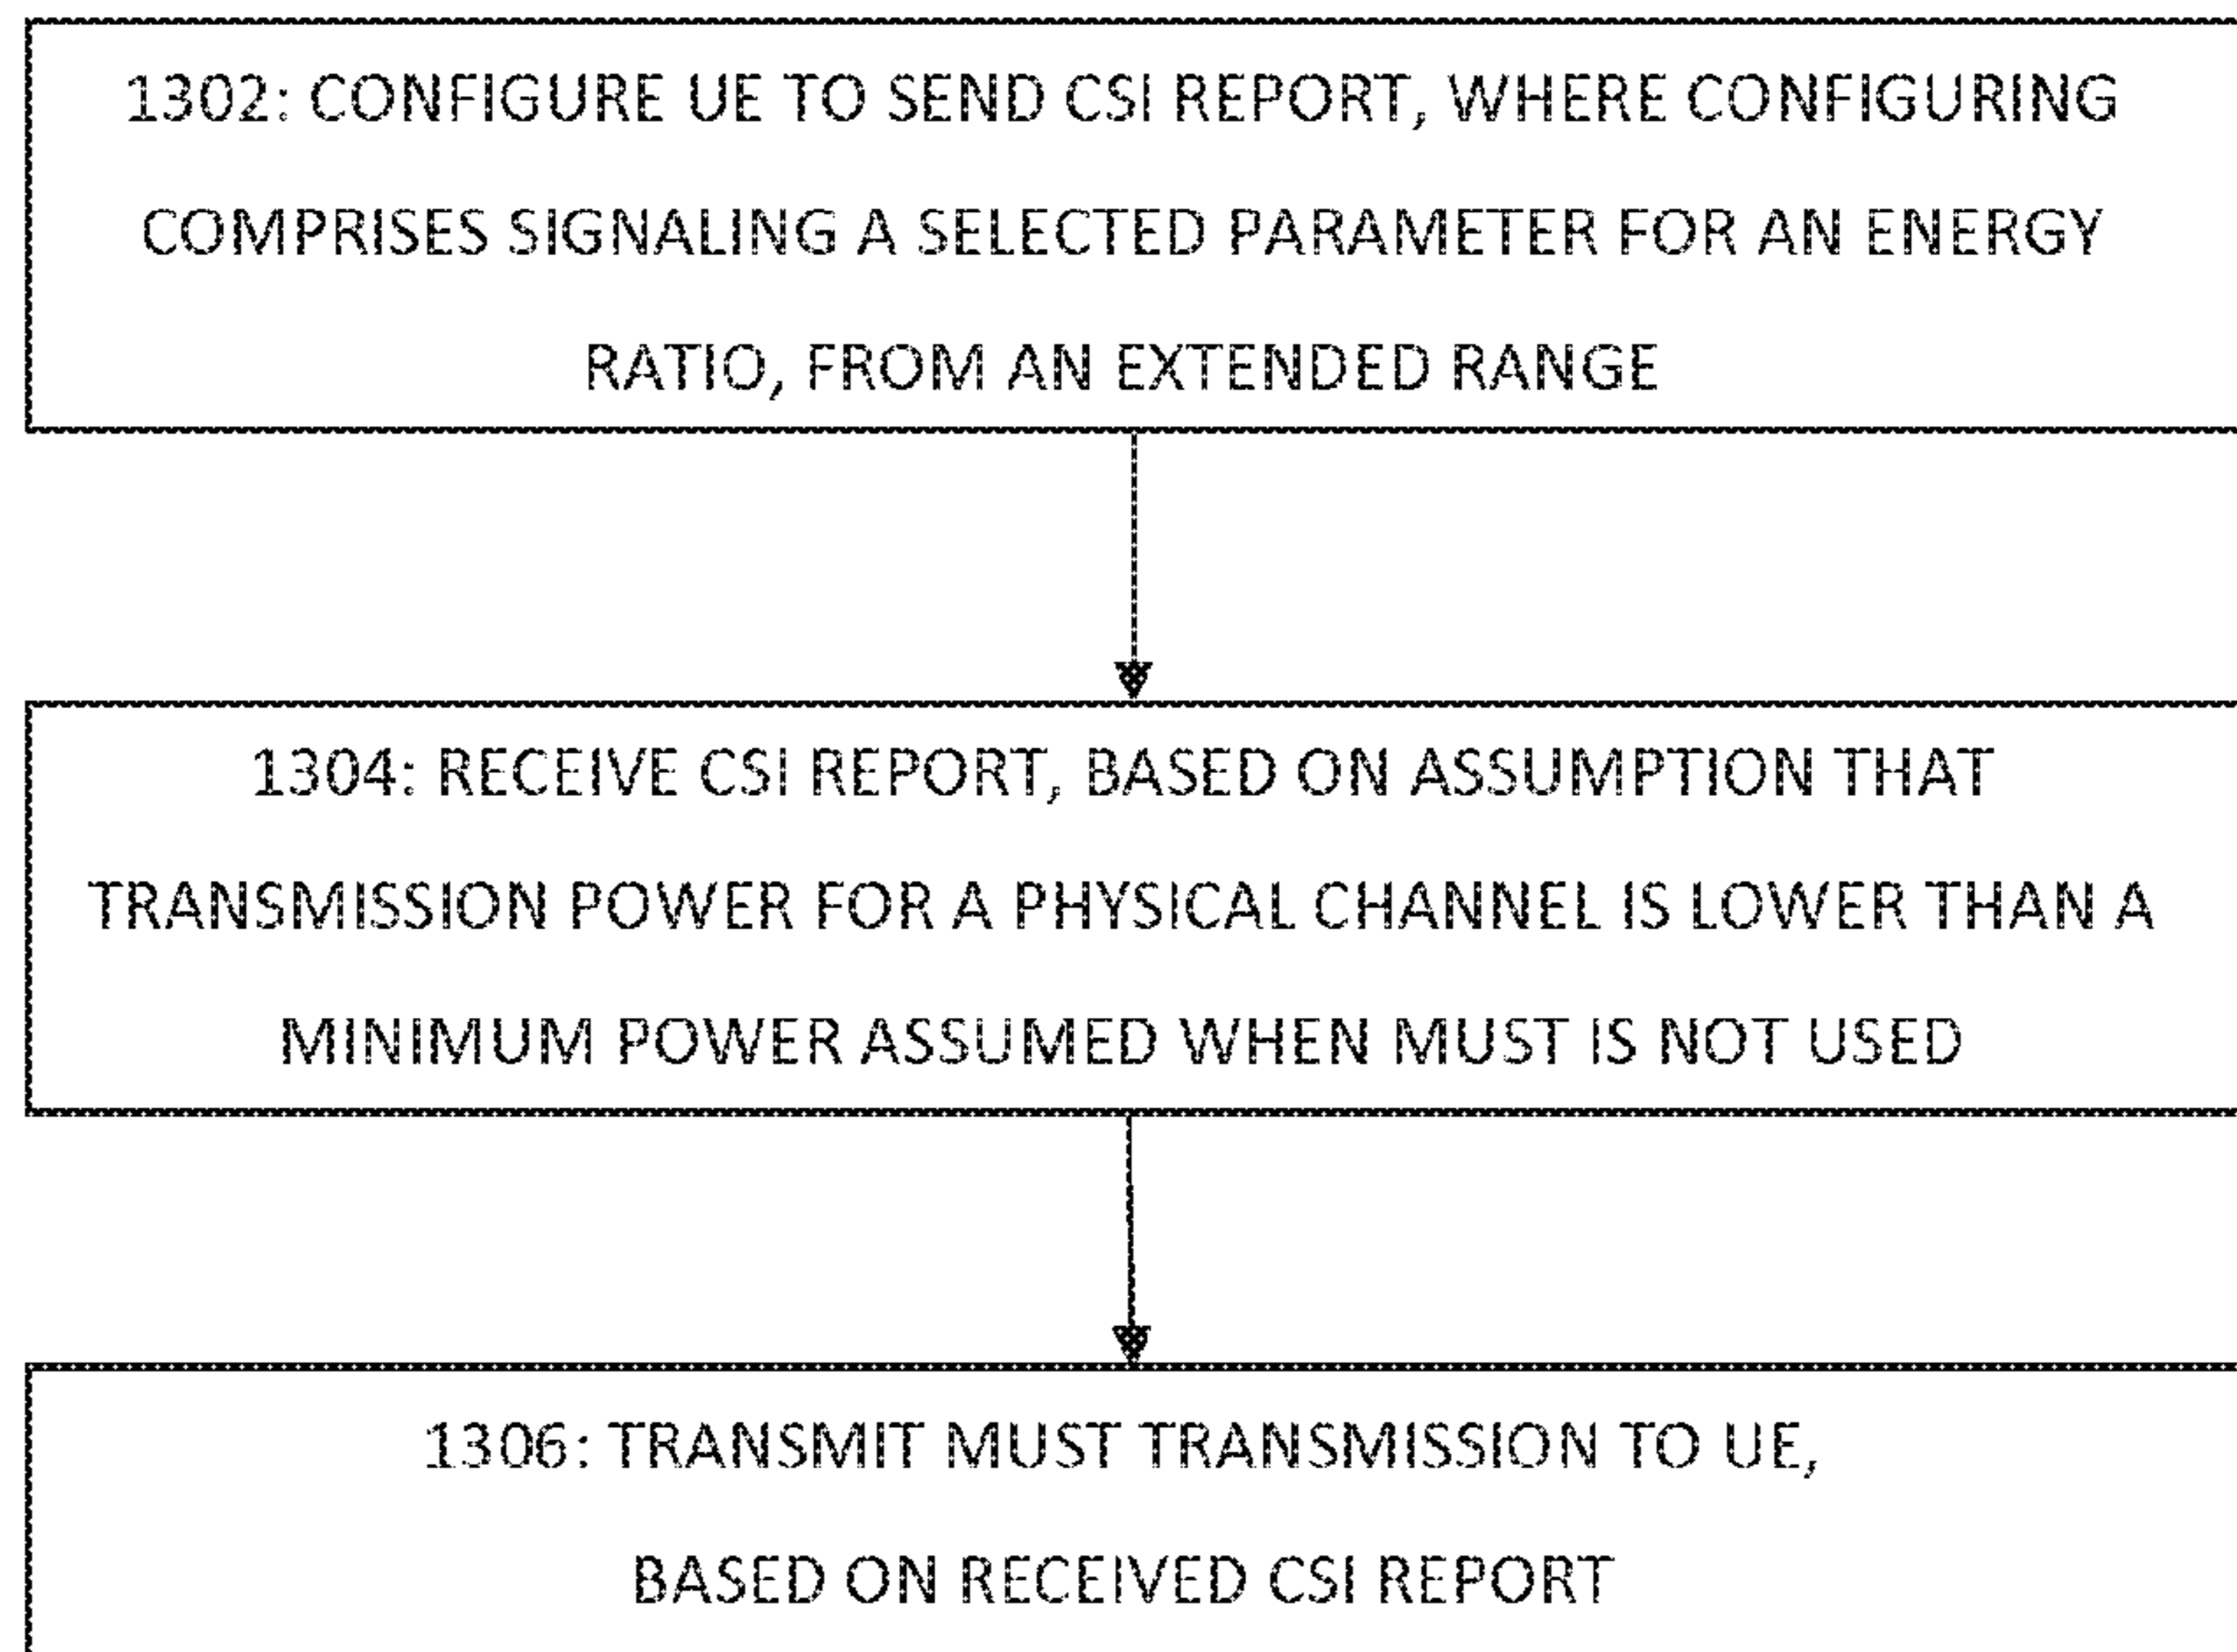 1302: CONFIGURE UE TO SEND CSI REPORT, WHERE CONFIGURING
COMPRISES SIGNALING A SELECTED PARAMETER FOR AN ENERGY
RATIO, FROM AN EXTENDED RANGE
1304: RECEIVE CSI REPORT, BASED ON ASSUMPTION THAT
TRANSMISSION POWER FOR A PHYSICAL CHANNEL IS LOWER THAN A
MINIMUM POWER ASSUMED WHEN MUST IS NOT USED
1306: TRANSMIT MUST TRANSMISSION TO UE,
BASED ON RECEIVED CSI REPORT